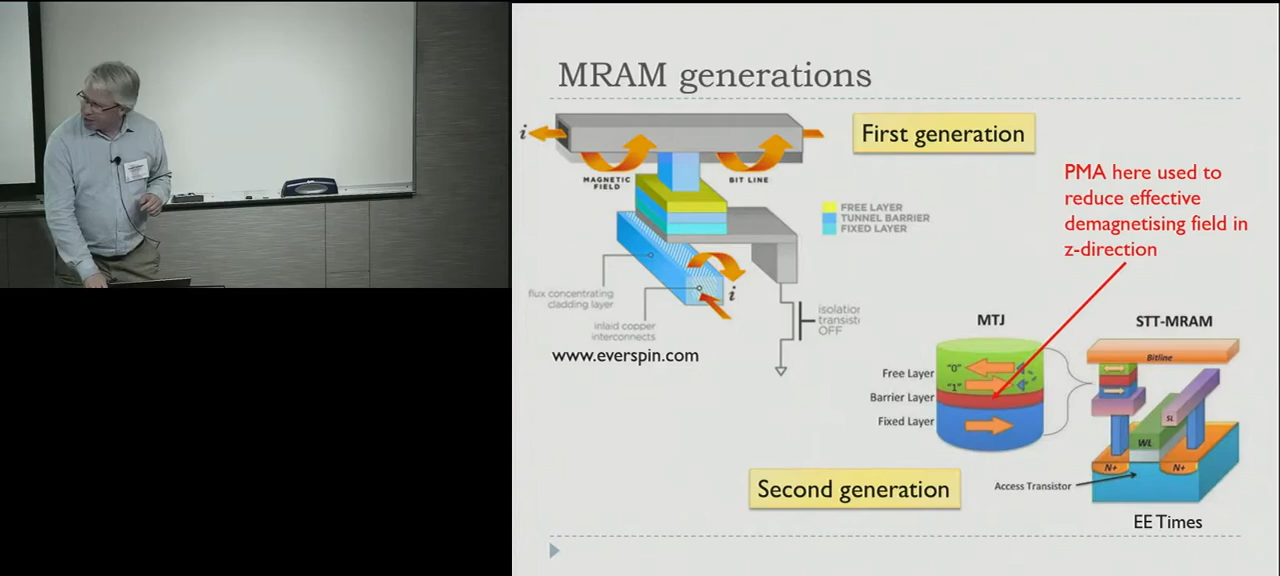 MRAM generations
i
MAGNETIC
FIELD
BIT LINE
First generation
FREE LAYER
TUNNEL BARRIER
FIXED LAYER
i
flux concentrating
cladding layer
inlaid copper
interconnects
isolation
transist
OFF
www.everspin.com
PMA here used to
reduce effective
demagnetising field in
z-direction
MTJ
STT-MRAM
Free Layer
"0"
"1"
Barrier Layer
Fixed Layer
Bitline
SL
WL
N+
N+
Access Transistor
Second generation
EE Times